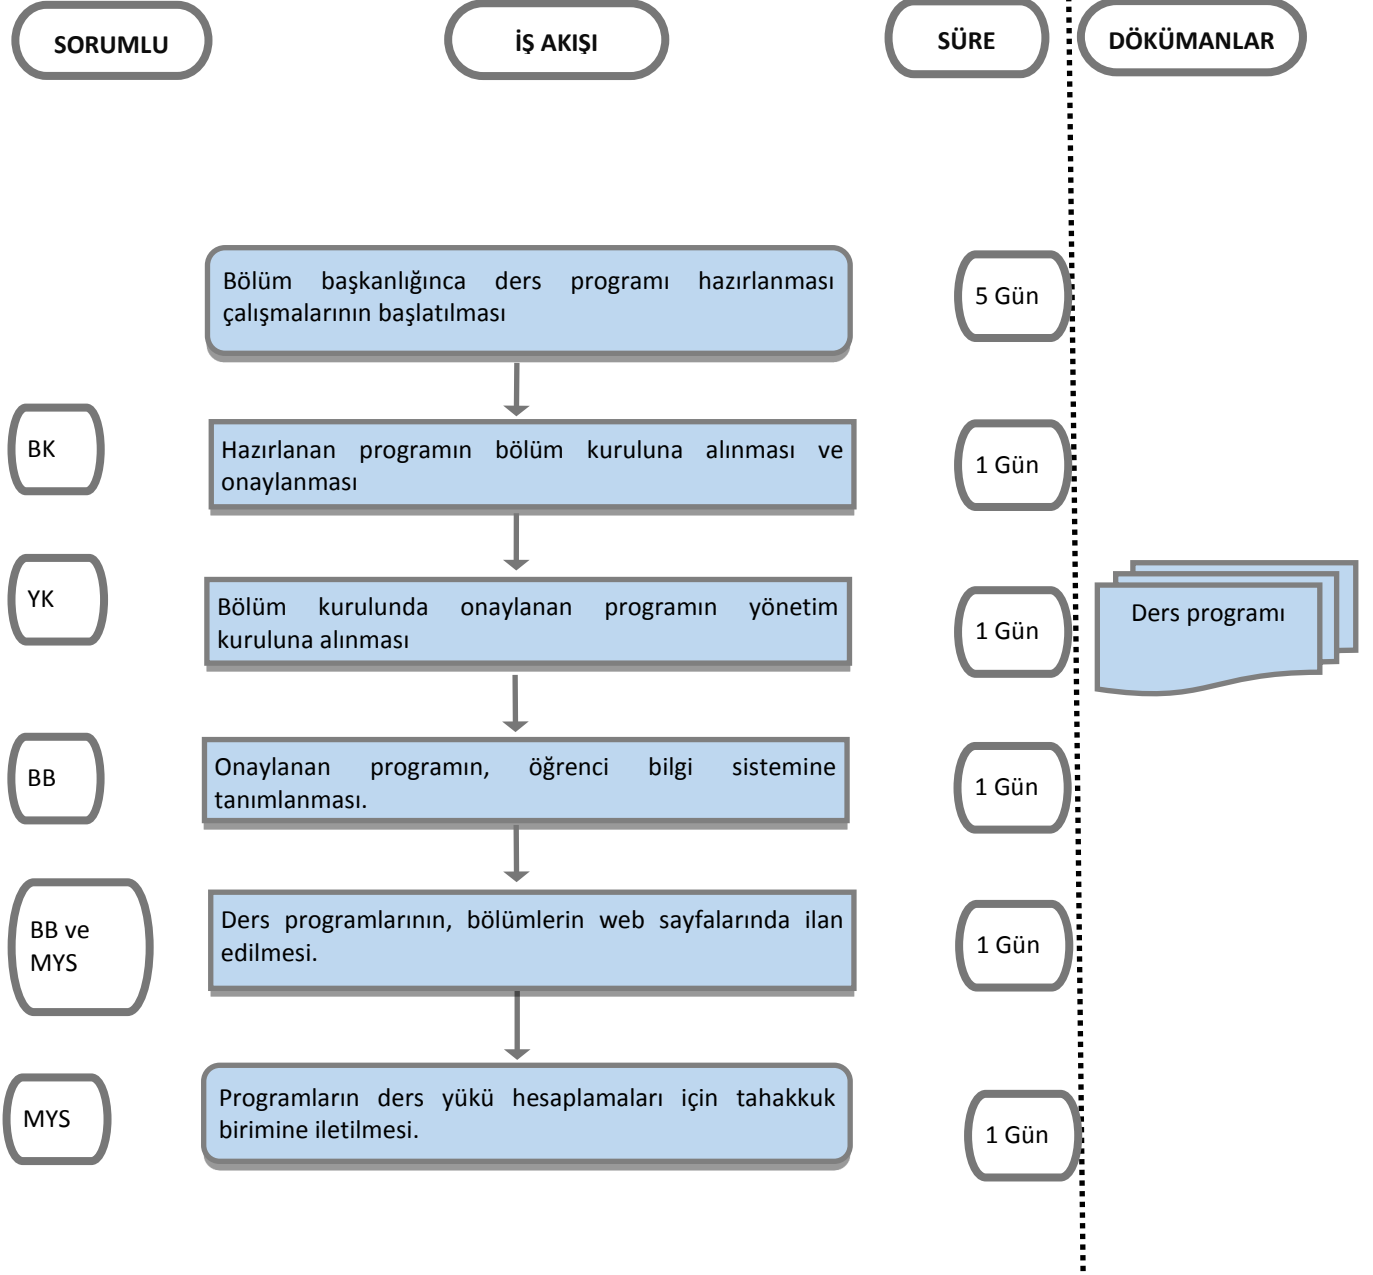 SORUMLU
İŞ AKIŞI
SÜRE
DÖKÜMANLAR
Bölüm başkanlığınca ders programı hazırlanması
çalışmalarının başlatılması
5 Gün
BK
Hazırlanan programın bölüm kuruluna alınması ve
onaylanması
1 Gün
YK
Bölüm kurulunda onaylanan programın yönetim
kuruluna alınması
1 Gün
Ders programı
BB
Onaylanan programın, öğrenci bilgi sistemine
tanımlanması.
1 Gün
BB ve
MYS
Ders programlarının, bölümlerin web sayfalarında ilan
edilmesi.
1 Gün
MYS
Programların ders yükü hesaplamaları için tahakkuk
birimine iletilmesi.
1 Gün